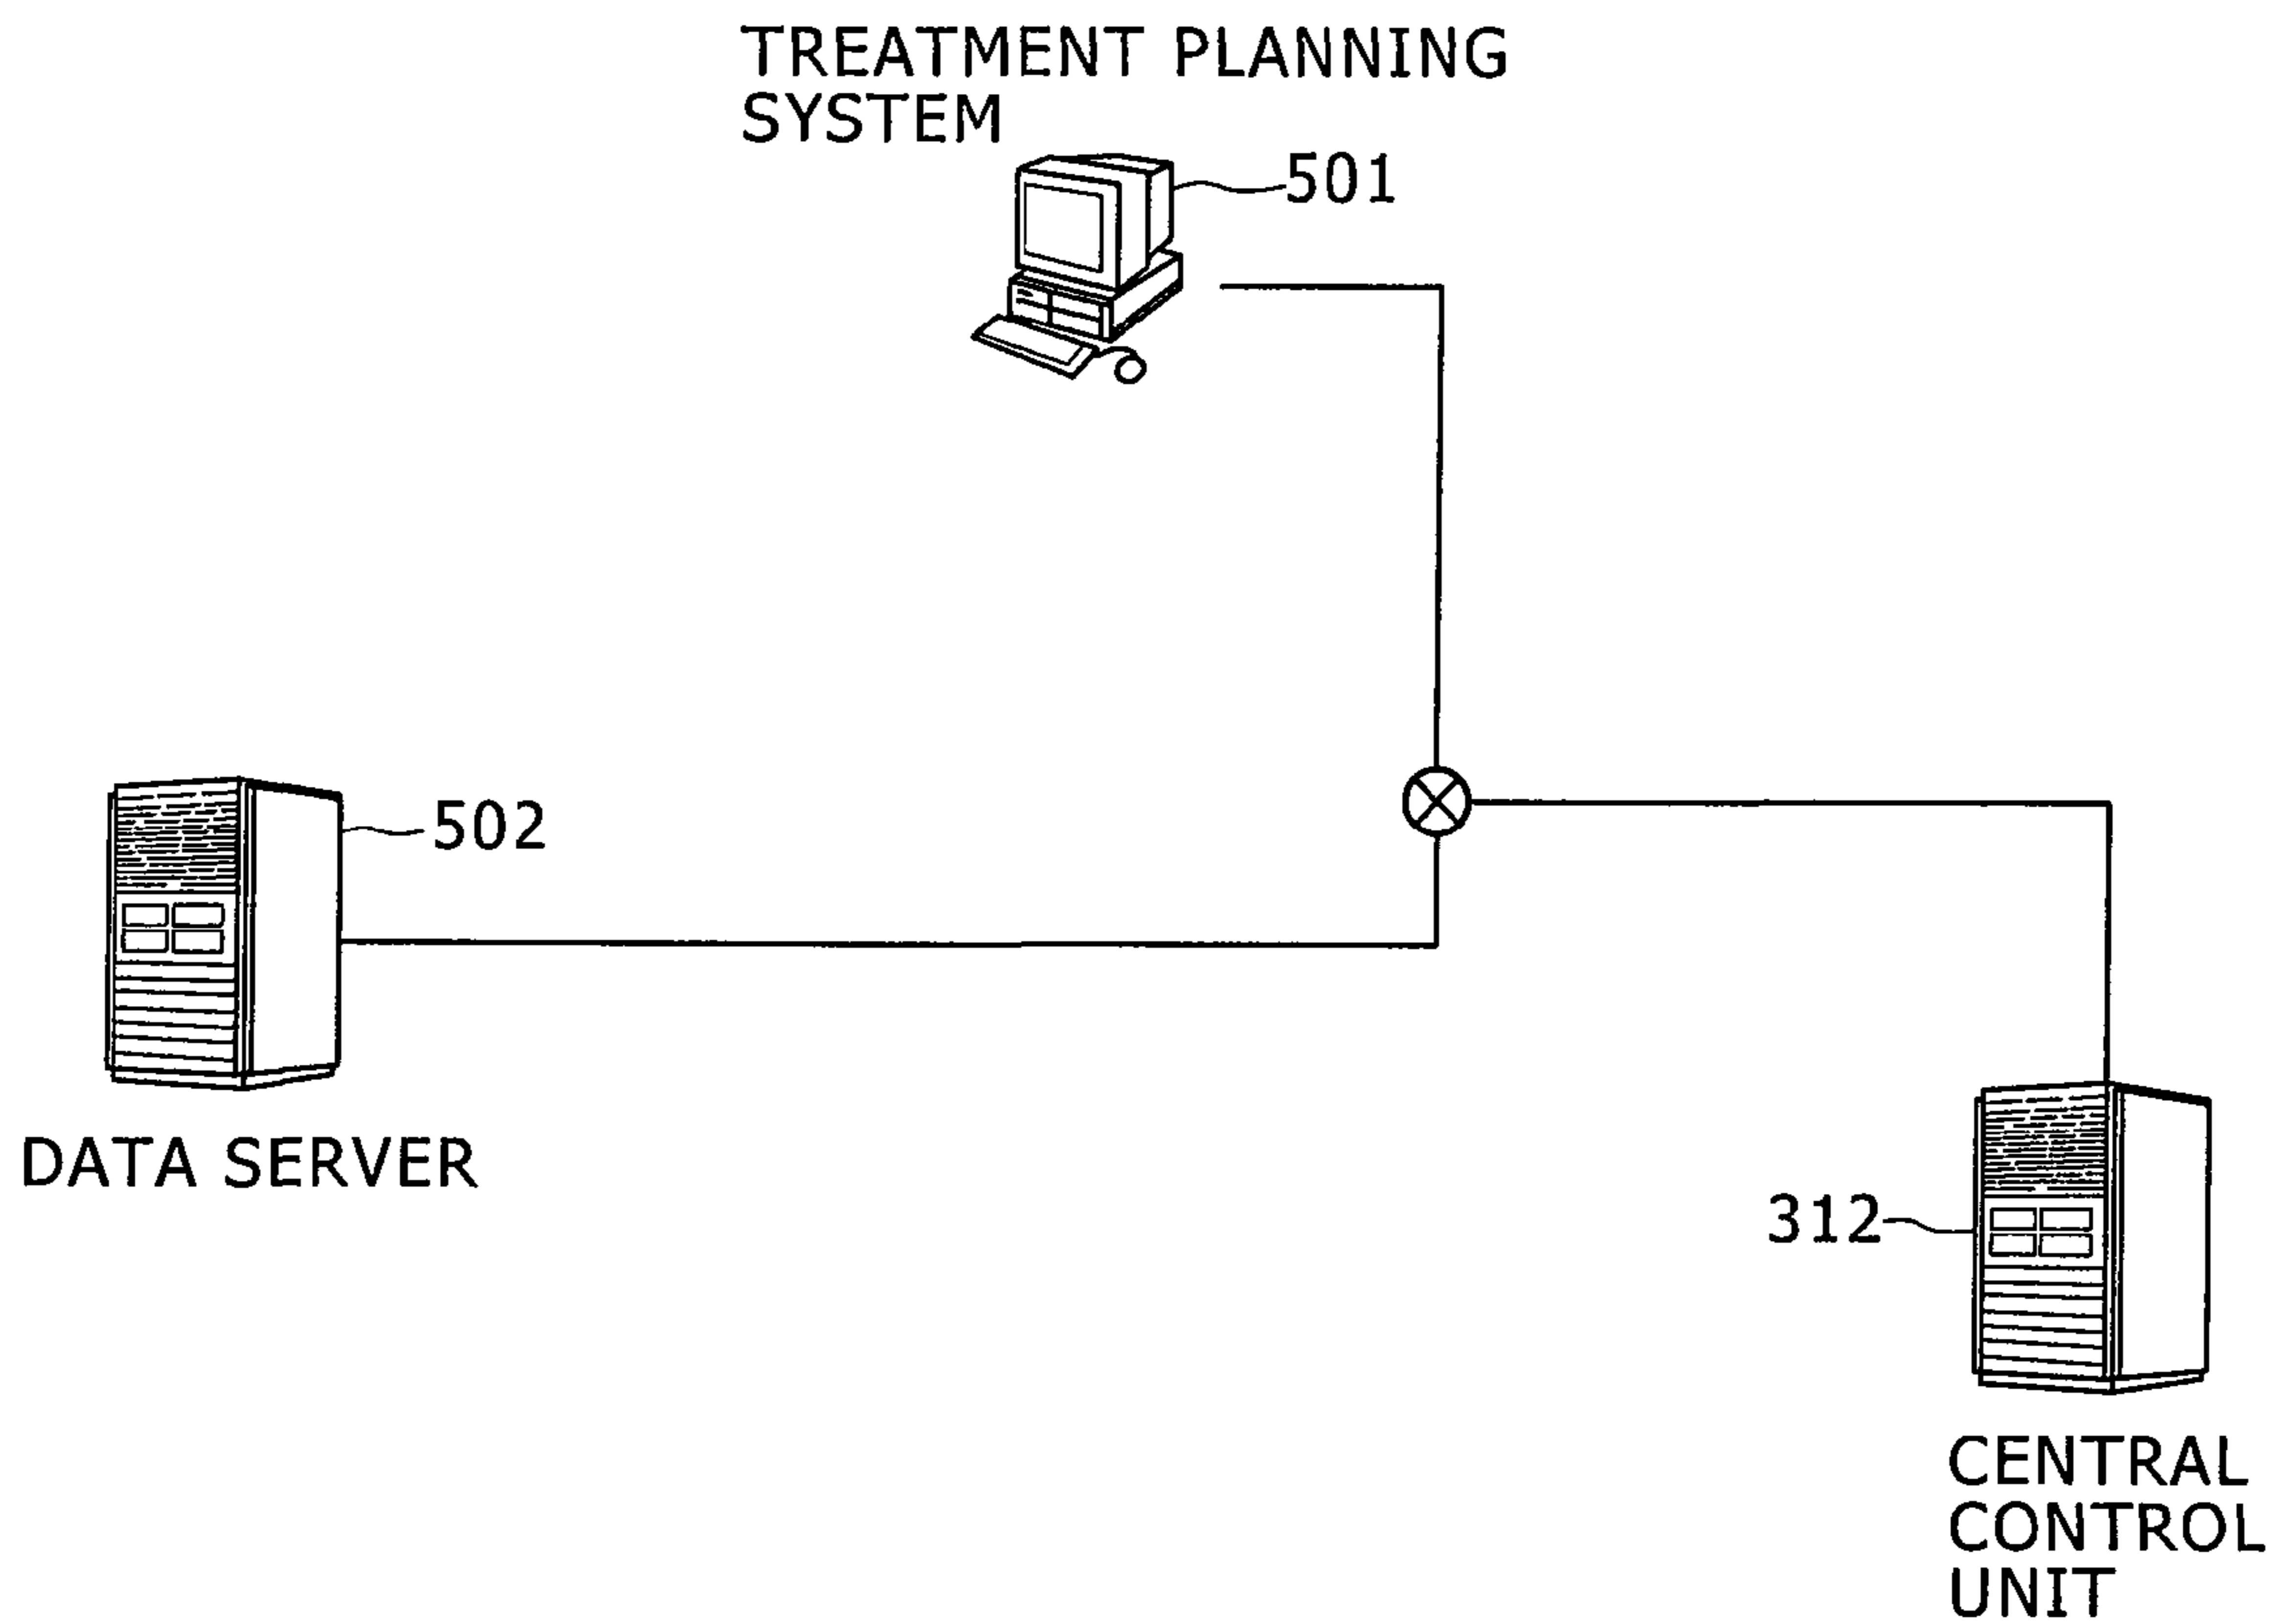 TREATMENT PLANNING
SYSTEM
501
502
DATA SERVER
312
CENTRAL
CONTROL
UNIT